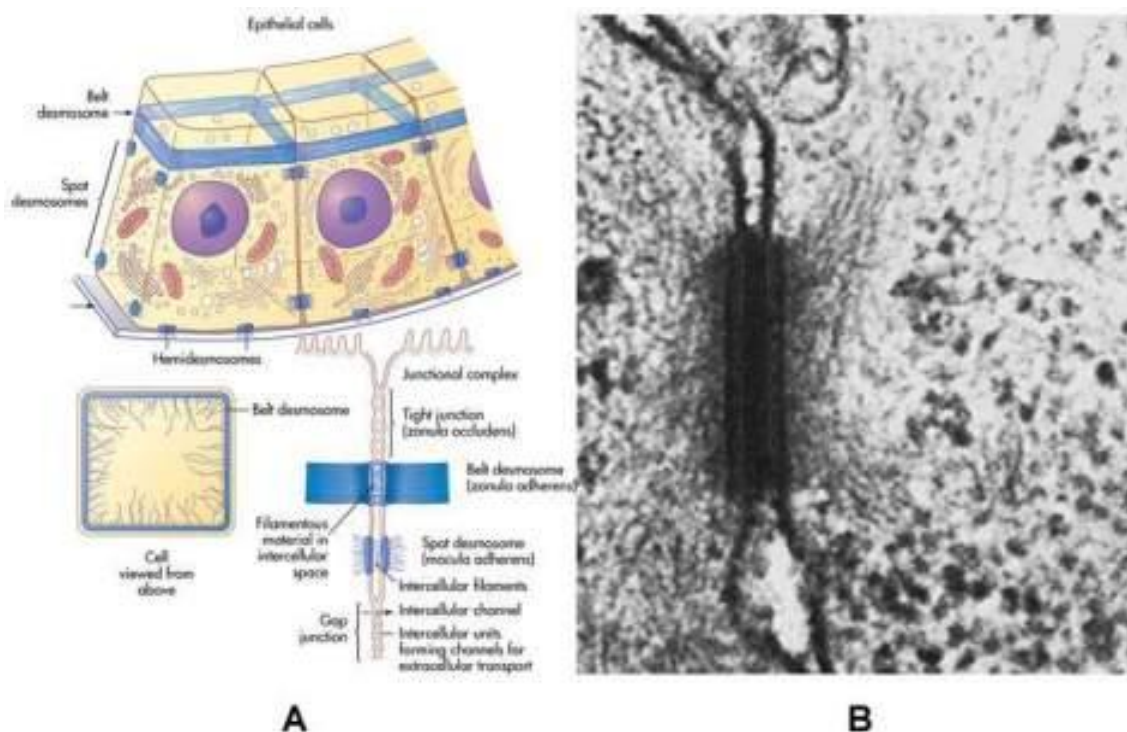 Epithelial cells
Belt
desmosome
Spot
desmosomes
Hemidesmosomes
Junctional complex
Belt desmosome
Tight junction
(zonula occludens)
Belt desmosome
(zonula adherens)
Filamentous
material in
intercellular
space
Spot desmosome
(macula adherens)
Cell
viewed from
above
Intercellular filaments
Gap
junction
Intercellular channel
Intercellular units
forming channels for
extracellular transport
A
B